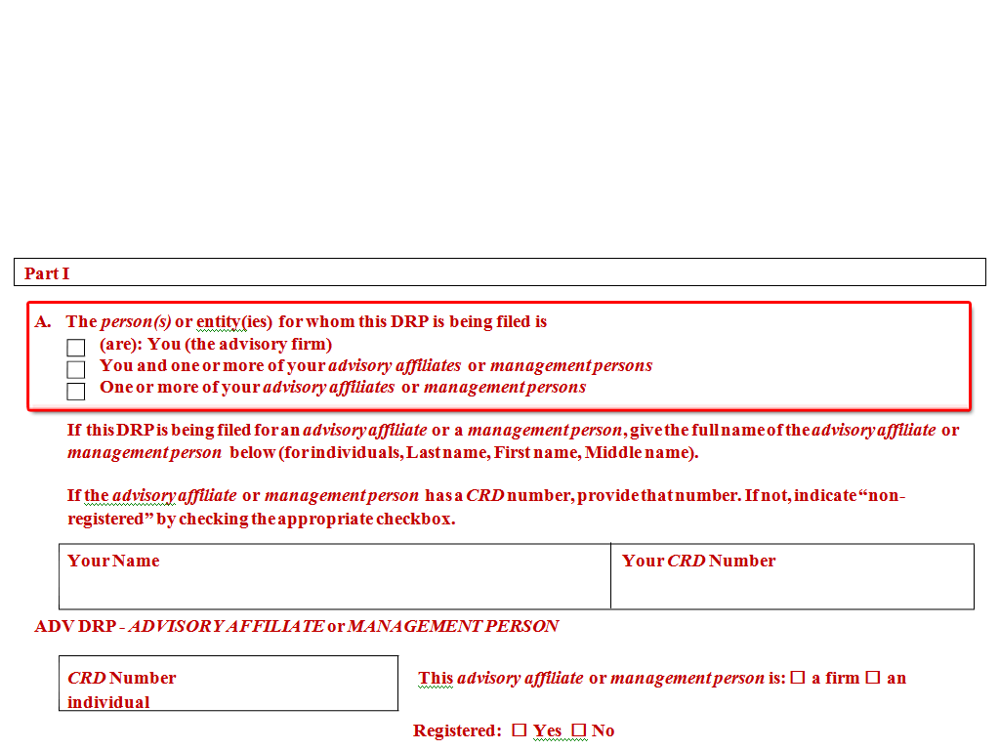 Part I
A. The person(s) or entity(ies) for whom this DRP is being filed is
☐ (are): You (the advisory firm)
☐ You and one or more of your advisory affiliates or management persons
☐ One or more of your advisory affiliates or management persons
If this DRP is being filed for an advisory affiliate or a management person, give the full name of the advisory affiliate or
management person below (for individuals, Last name, First name, Middle name).
If the advisory affiliate or management person has a CRD number, provide that number. If not, indicate “non-
registered” by checking the appropriate checkbox.
Your Name
Your CRD Number
ADV DRP - ADVISORY AFFILIATE or MANAGEMENT PERSON
CRD Number
individual
This advisory affiliate or management person is: ☐ a firm ☐ an
Registered: ☐ Yes ☐ No